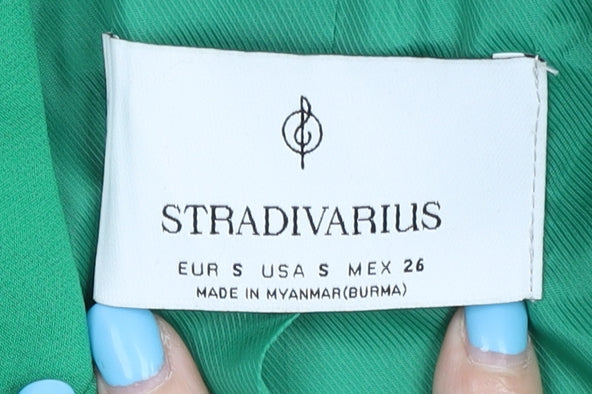 STRADIVARIUS
EUR S USA S MEX 26
MADE IN MYANMAR(BURMA)